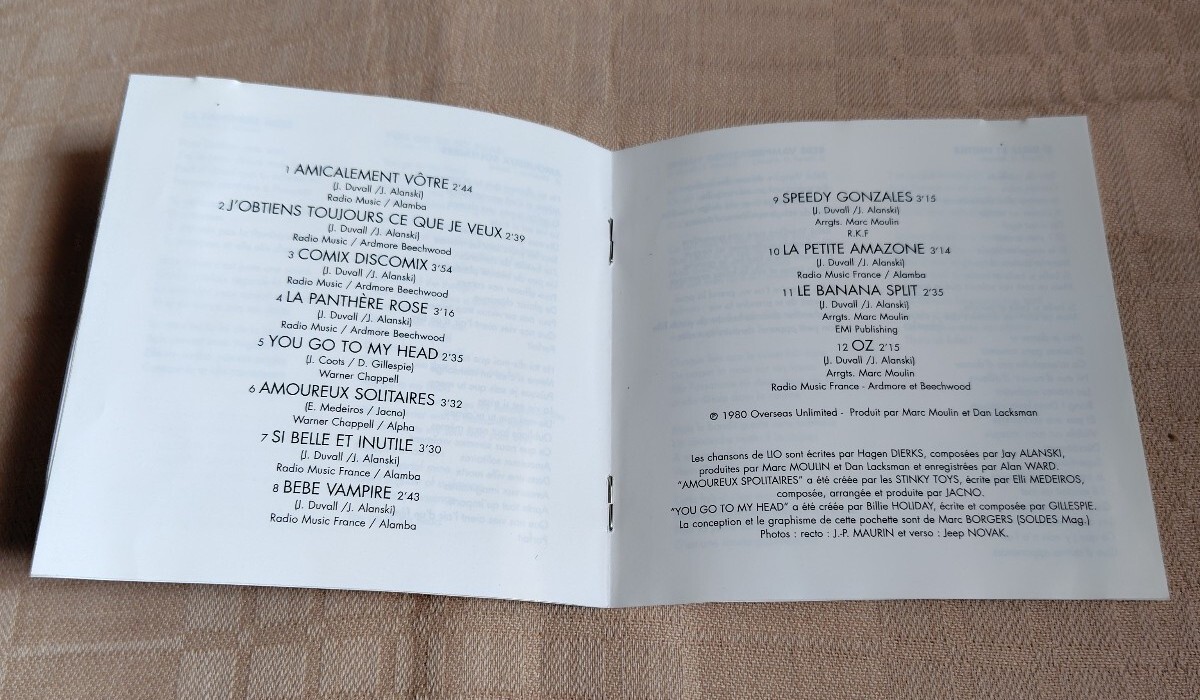 1 AMICALEMENT VÔTRE 2'44
(J. Duvall /J. Alanski)
Radio Music / Alamba
2 J'OBTIENS TOUJOURS CE QUE JE VEUX 2'39
(J. Duvall /J. Alanski)
Radio Music / Ardmore Beechwood
3 COMIX DISCOMIX 3'54
(J. Duvall /J. Alanski)
Radio Music / Ardmore Beechwood
4 LA PANTHÈRE ROSE 3'16
(J. Duvall /J. Alanski)
Radio Music / Ardmore Beechwood
5 YOU GO TO MY HEAD 2'35
(J. Coots / D. Gillespie)
Warner Chappell
6 AMOUREUX SOLITAIRES 3'32
(E. Medeiros / Jacno)
Warner Chappell / Alpha
7 SI BELLE ET INUTILE 3'30
(J. Duvall /J. Alanski)
Radio Music France / Alamba
8 BEBE VAMPIRE 2'43
(J. Duvall /J. Alanski)
Radio Music France / Alamba
9 SPEEDY GONZALES 3'15
(J. Duvall /J. Alanski)
Arrgts. Marc Moulin
R.K.F
10 LA PETITE AMAZONE 3'14
(J. Duvall /J. Alanski)
Radio Music France / Alamba
11 LE BANANA SPLIT 2'35
(J. Duvall /J. Alanski)
Arrgts. Marc Moulin
EMI Publishing
12 OZ 2'15
(J. Duvall /J. Alanski)
Arrgts. Marc Moulin
Radio Music France - Ardmore et Beechwood
℗ 1980 Overseas Unlimited - Produit par Marc Moulin et Dan Lacksman
Les chansons de LIO sont écrites par Hagen DIERKS, composées par Jay ALANSKI,
produites par Marc MOULIN et Dan Lacksman et enregistrées par Alan WARD.
"AMOUREUX SPOLITAIRES" a été créée par les STINKY TOYS, écrite par Elli MEDEIROS,
composée, arrangée et produite par JACNO.
"YOU GO TO MY HEAD" a été créée par Billie HOLIDAY, écrite et composée par GILLESPIE.
La conception et le graphisme de cette pochette sont de Marc BORGERS (SOLDES Mag.)
Photos : recto : J.-P. MAURIN et verso : Jeep NOVAK.